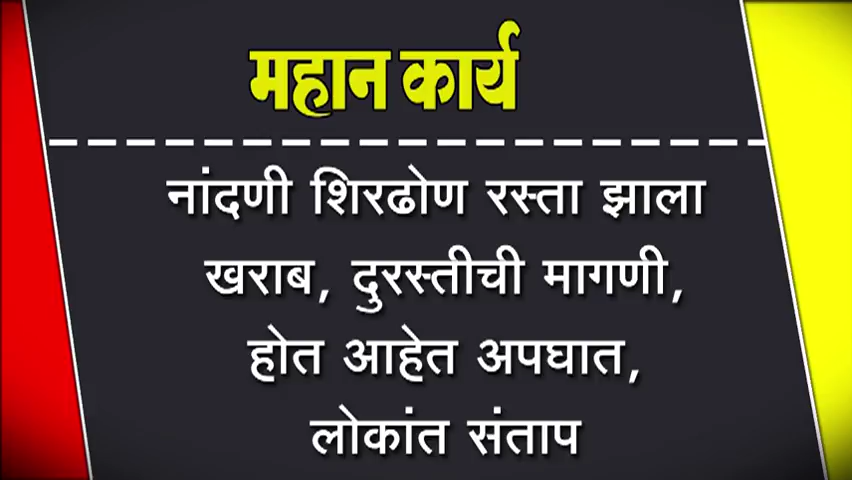 महान कार्य
नांदणी शिरढोण रस्ता झाला
खराब, दुरस्तीची मागणी,
होत आहेत अपघात,
लोकांत संताप